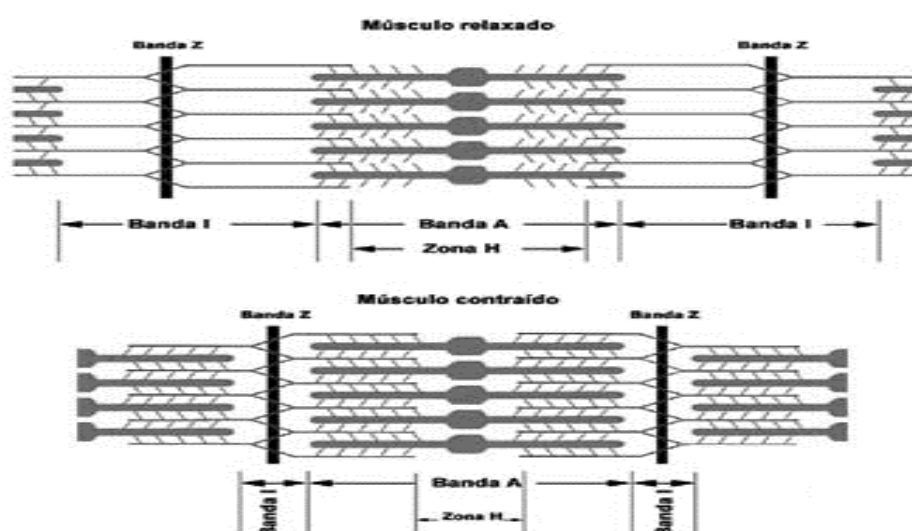 Músculo relaxado
Banda Z Banda Z
Banda I Banda A Banda I
Zona H
Músculo contraído
Banda Z Banda Z
Banda A
Banda I Zona H Banda I